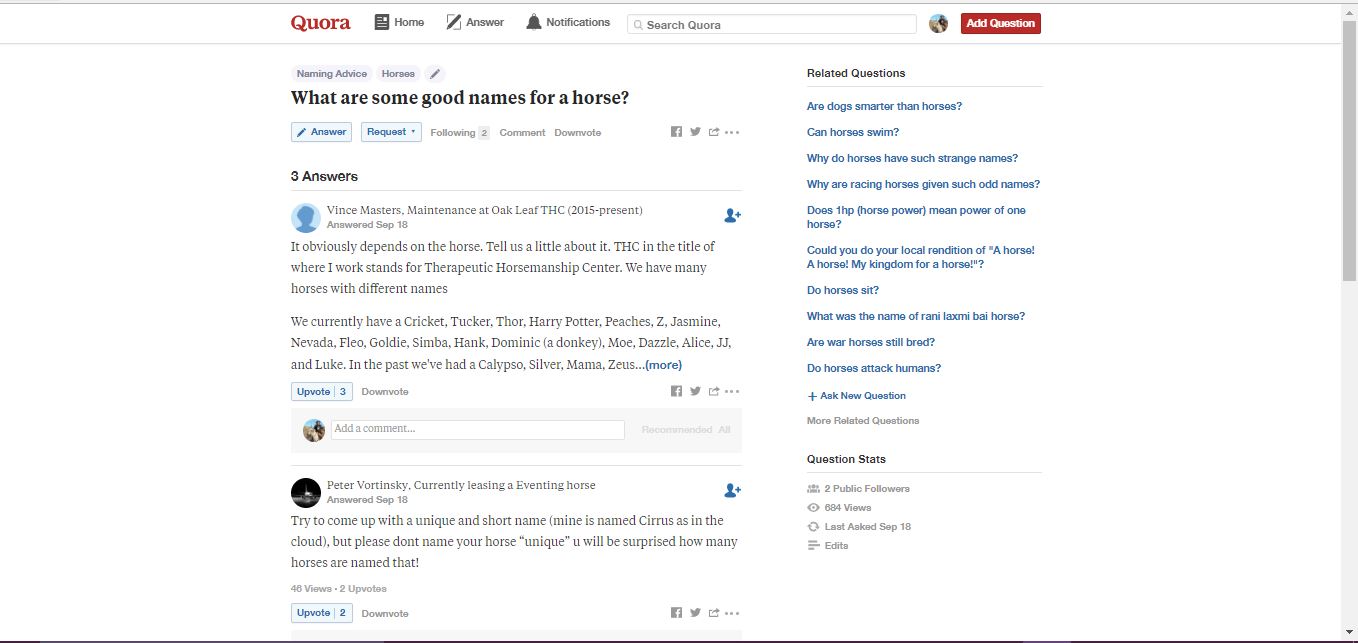 Quora Home Answer Notifications Search Quora Add Question
Naming Advice Horses
What are some good names for a horse?
Answer Request Following 2 Comment Downvote
3 Answers
Vince Masters, Maintenance at Oak Leaf THC (2015-present)
Answered Sep 18
It obviously depends on the horse. Tell us a little about it. THC in the title of
where I work stands for Therapeutic Horsemanship Center. We have many
horses with different names
We currently have a Cricket, Tucker, Thor, Harry Potter, Peaches, Z, Jasmine,
Nevada, Fleo, Goldie, Simba, Hank, Dominic (a donkey), Moe, Dazzle, Alice, JJ,
and Luke. In the past we've had a Calypso, Silver, Mama, Zeus...(more)
Upvote 3 Downvote
Add a comment... Recommended All
Peter Vortinsky, Currently leasing a Eventing horse
Answered Sep 18
Try to come up with a unique and short name (mine is named Cirrus as in the
cloud), but please dont name your horse “unique” u will be surprised how many
horses are named that!
46 Views • 2 Upvotes
Upvote 2 Downvote
Related Questions
Are dogs smarter than horses?
Can horses swim?
Why do horses have such strange names?
Why are racing horses given such odd names?
Does 1hp (horse power) mean power of one
horse?
Could you do your local rendition of "A horse!
A horse! My kingdom for a horse!"?
Do horses sit?
What was the name of rani laxmi bai horse?
Are war horses still bred?
Do horses attack humans?
+ Ask New Question
More Related Questions
Question Stats
2 Public Followers
684 Views
Last Asked Sep 18
Edits